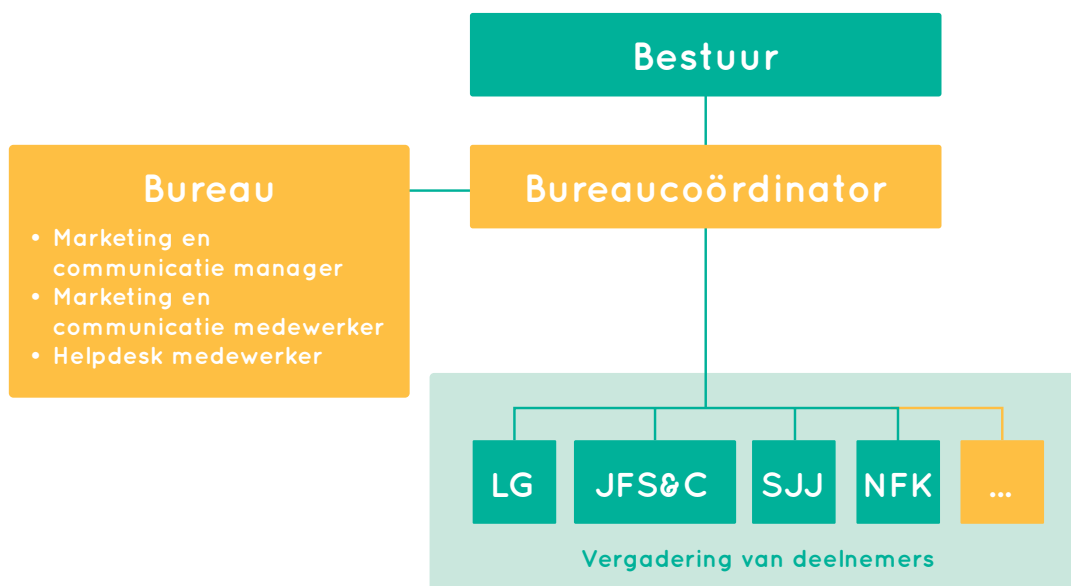 Bestuur
Bureau
• Marketing en
communicatie manager
• Marketing en
communicatie medewerker
• Helpdesk medewerker
Bureaucoördinator
LG
JFS&C
SJJ
NFK
...
Vergadering van deelnemers